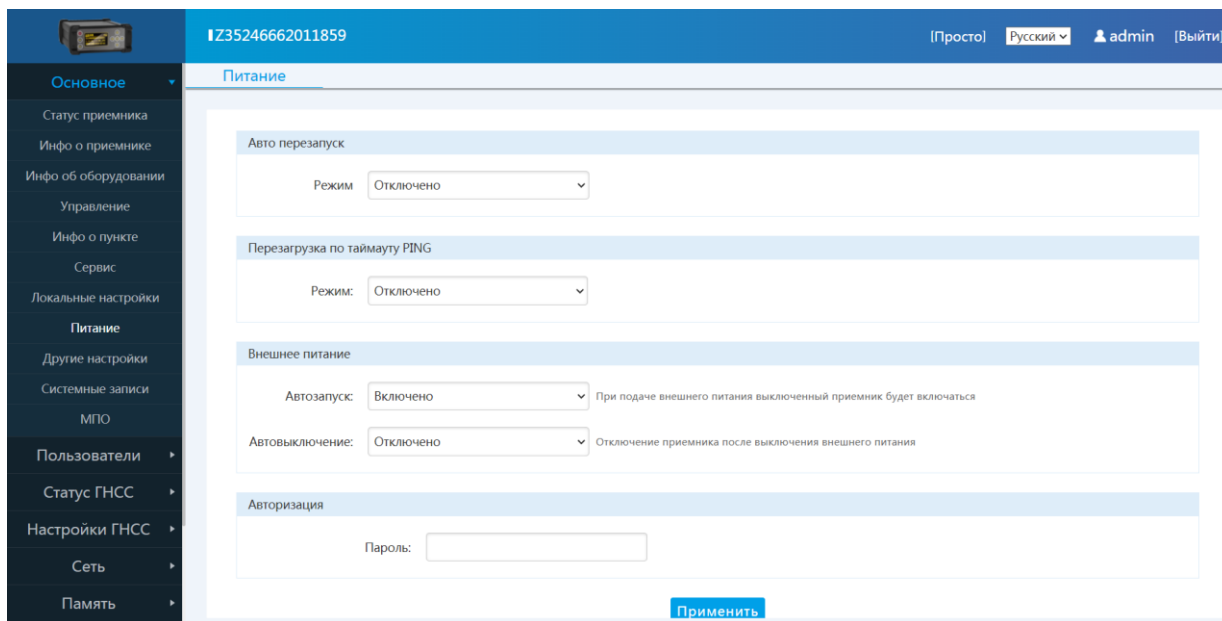 IZ35246662011859
[Просто]
Русский
admin
[Выйти]
Основное
Статус приемника
Инфо о приемнике
Инфо об оборудовании
Управление
Инфо о пункте
Сервис
Локальные настройки
Питание
Другие настройки
Системные записи
МПО
Пользователи
Статус ГНСС
Настройки ГНСС
Сеть
Память
Питание
Авто перезапуск
Режим Отключено
Перезагрузка по таймауту PING
Режим: Отключено
Внешнее питание
Автозапуск: Включено При подаче внешнего питания выключенный приемник будет включаться
Автовыключение: Отключено Отключение приемника после выключения внешнего питания
Авторизация
Пароль:
Применить